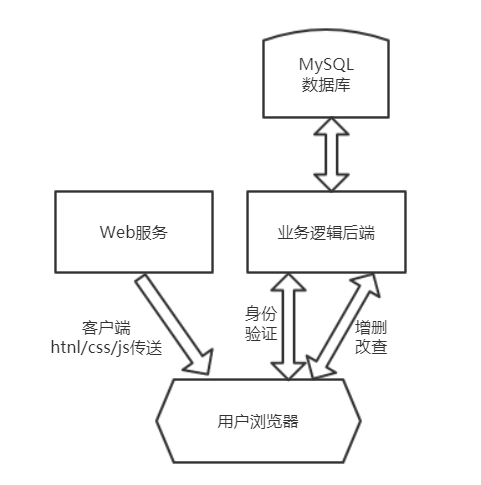 MySQL
数据库
Web服务
业务逻辑后端
客户端
htnl/css/js传送
身份
验证
增删
改查
用户浏览器